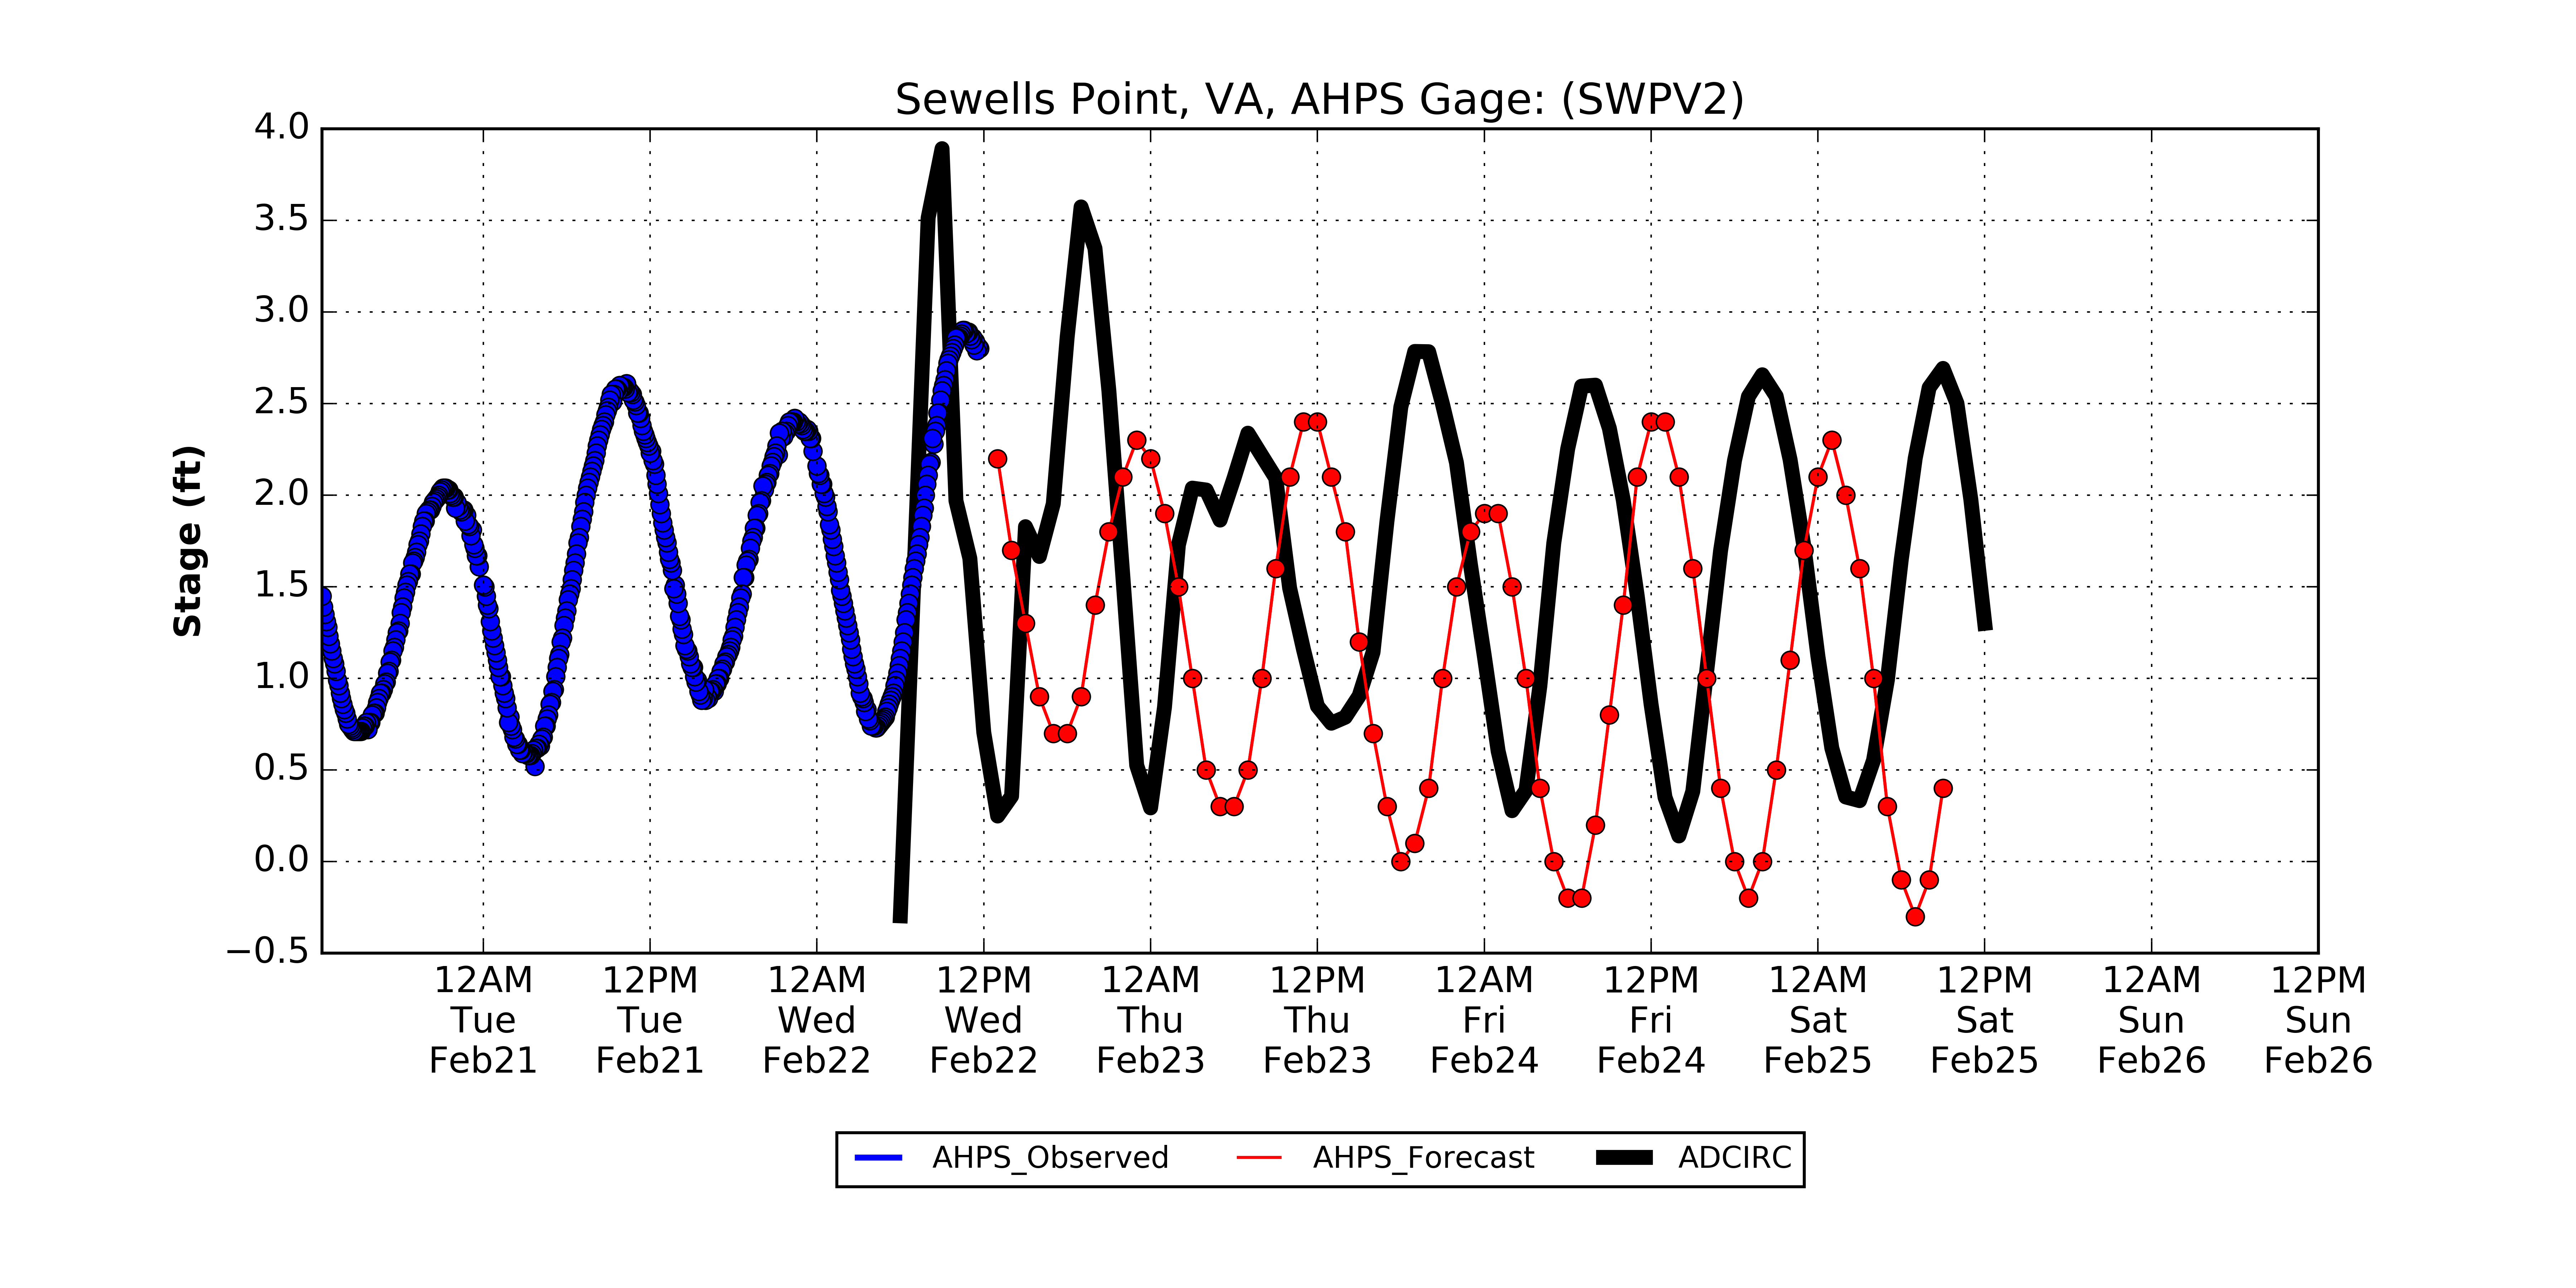 Sewells Point, VA, AHPS Gage: (SWPV2)
4.0
3.5
3.0
2.5
2.0
1.5
1.0
0.5
0.0
−0.5
Stage (ft)
12AM 12PM 12AM 12PM 12AM 12PM 12AM 12PM 12AM 12PM 12AM 12PM
Tue Tue Wed Wed Thu Thu Fri Fri Sat Sat Sun Sun
Feb21 Feb21 Feb22 Feb22 Feb23 Feb23 Feb24 Feb24 Feb25 Feb25 Feb26 Feb26
AHPS_Observed AHPS_Forecast ADCIRC